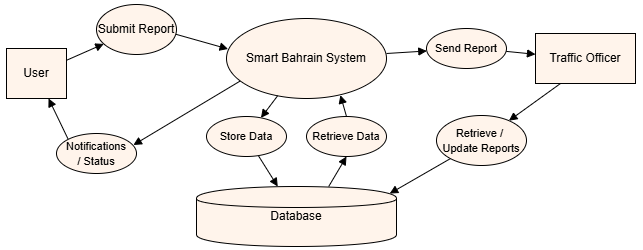 Submit Report
User
Smart Bahrain System
Send Report
Traffic Officer
Notifications
/ Status
Store Data
Retrieve Data
Retrieve /
Update Reports
Database